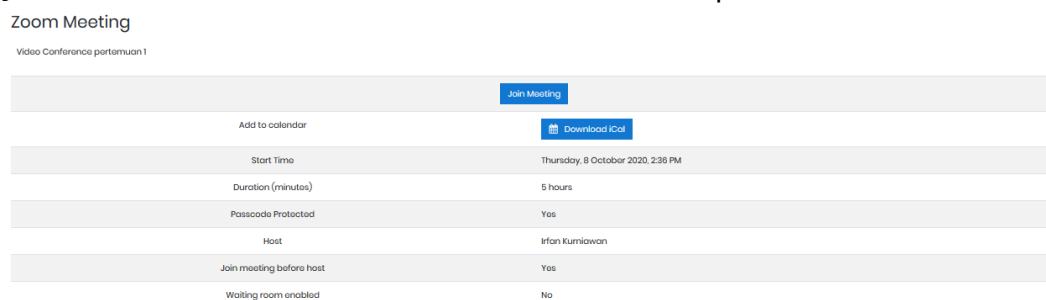 Zoom Meeting
Video Conference pertemuan 1
Join Meeting
Add to calendar Download iCal
Start Time Thursday, 8 October 2020, 2:36 PM
Duration (minutes) 5 hours
Passcode Protected Yes
Host Irfan Kurniawan
Join meeting before host Yes
Waiting room enabled No